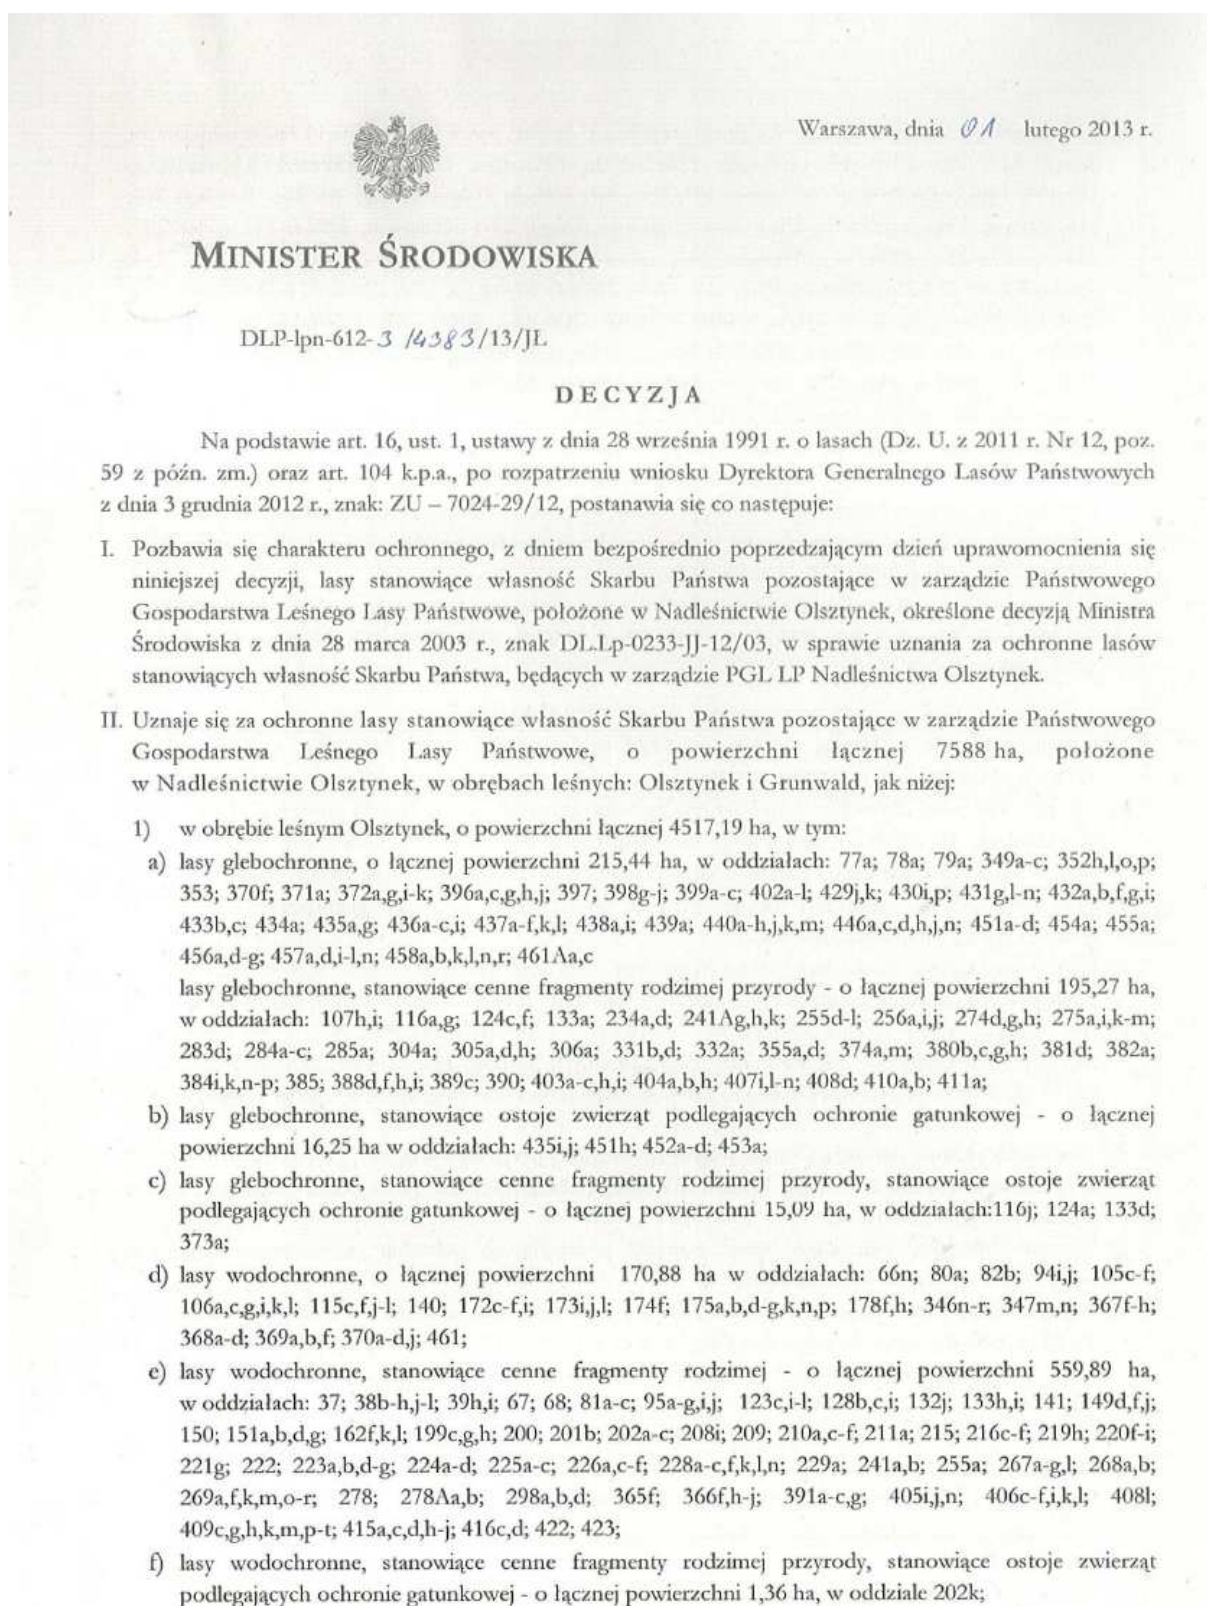 Warszawa, dnia 01 lutego 2013 r.
MINISTER ŚRODOWISKA
DLP-lpn-612-3/4383/13/JŁ
DECYZJA
Na podstawie art. 16, ust. 1, ustawy z dnia 28 września 1991 r. o lasach (Dz. U. z 2011 r. Nr 12, poz.
59 z późn. zm.) oraz art. 104 k.p.a., po rozpatrzeniu wniosku Dyrektora Generalnego Lasów Państwowych
z dnia 3 grudnia 2012 r., znak: ZU – 7024-29/12, postanawia się co następuje:
I. Pozbawia się charakteru ochronnego, z dniem bezpośrednio poprzedzającym dzień uprawomocnienia się
niniejszej decyzji, lasy stanowiące własność Skarbu Państwa pozostające w zarządzie Państwowego
Gospodarstwa Leśnego Lasy Państwowe, położone w Nadleśnictwie Olsztynek, określone decyzją Ministra
Środowiska z dnia 28 marca 2003 r., znak DL.Lp-0233-JJ-12/03, w sprawie uznania za ochronne lasów
stanowiących własność Skarbu Państwa, będących w zarządzie PGL LP Nadleśnictwa Olsztynek.
II. Uznaje się za ochronne lasy stanowiące własność Skarbu Państwa pozostające w zarządzie Państwowego
Gospodarstwa Leśnego Lasy Państwowe, o powierzchni łącznej 7588 ha, położone
w Nadleśnictwie Olsztynek, w obrębach leśnych: Olsztynek i Grunwald, jak niżej:
1) w obrębie leśnym Olsztynek, o powierzchni łącznej 4517,19 ha, w tym:
a) lasy glebochronne, o łącznej powierzchni 215,44 ha, w oddziałach: 77a; 78a; 79a; 349a-c; 352h,l,o,p;
353; 370f; 371a; 372a,g,i-k; 396a,c,g,h,j; 397; 398g-j; 399a-c; 402a-l; 429j,k; 430i,p; 431g,l-n; 432a,b,f,g,i;
433b,c; 434a; 435a,g; 436a-c,i; 437a-f,k,l; 438a,i; 439a; 440a-h,j,k,m; 446a,c,d,h,j,n; 451a-d; 454a; 455a;
456a,d-g; 457a,d,i-l,n; 458a,b,k,l,n,r; 461Aa,c
lasy glebochronne, stanowiące cenne fragmenty rodzimej przyrody - o łącznej powierzchni 195,27 ha,
w oddziałach: 107h,i; 116a,g; 124c,f; 133a; 234a,d; 241Ag,h,k; 255d-l; 256a,i,j; 274d,g,h; 275a,i,k-m;
283d; 284a-c; 285a; 304a; 305a,d,h; 306a; 331b,d; 332a; 355a,d; 374a,m; 380b,c,g,h; 381d; 382a;
384i,k,n-p; 385; 388d,f,h,i; 389c; 390; 403a-c,h,i; 404a,b,h; 407i,l-n; 408d; 410a,b; 411a;
b) lasy glebochronne, stanowiące ostoje zwierząt podlegających ochronie gatunkowej - o łącznej
powierzchni 16,25 ha w oddziałach: 435i,j; 451h; 452a-d; 453a;
c) lasy glebochronne, stanowiące cenne fragmenty rodzimej przyrody, stanowiące ostoje zwierząt
podlegających ochronie gatunkowej - o łącznej powierzchni 15,09 ha, w oddziałach:116j; 124a; 133d;
373a;
d) lasy wodochronne, o łącznej powierzchni 170,88 ha w oddziałach: 66n; 80a; 82b; 94i,j; 105c-f;
106a,c,g,i,k,l; 115c,f,j-l; 140; 172c-f,i; 173i,j,l; 174f; 175a,b,d-g,k,n,p; 178f,h; 346n-r; 347m,n; 367f-h;
368a-d; 369a,b,f; 370a-d,j; 461;
e) lasy wodochronne, stanowiące cenne fragmenty rodzimej - o łącznej powierzchni 559,89 ha,
w oddziałach: 37; 38b-h,j-l; 39h,i; 67; 68; 81a-c; 95a-g,i,j; 123c,i-l; 128b,c,i; 132j; 133h,i; 141; 149d,f,j;
150; 151a,b,d,g; 162f,k,l; 199c,g,h; 200; 201b; 202a-c; 208i; 209; 210a,c-f; 211a; 215; 216c-f; 219h; 220f-i;
221g; 222; 223a,b,d-g; 224a-d; 225a-c; 226a,c-f; 228a-c,f,k,l,n; 229a; 241a,b; 255a; 267a-g,l; 268a,b;
269a,f,k,m,o-r; 278; 278Aa,b; 298a,b,d; 365f; 366f,h-j; 391a-c,g; 405i,j,n; 406c-f,i,k,l; 408l;
409c,g,h,k,m,p-t; 415a,c,d,h-j; 416c,d; 422; 423;
f) lasy wodochronne, stanowiące cenne fragmenty rodzimej przyrody, stanowiące ostoje zwierząt
podlegających ochronie gatunkowej - o łącznej powierzchni 1,36 ha, w oddziale 202k;